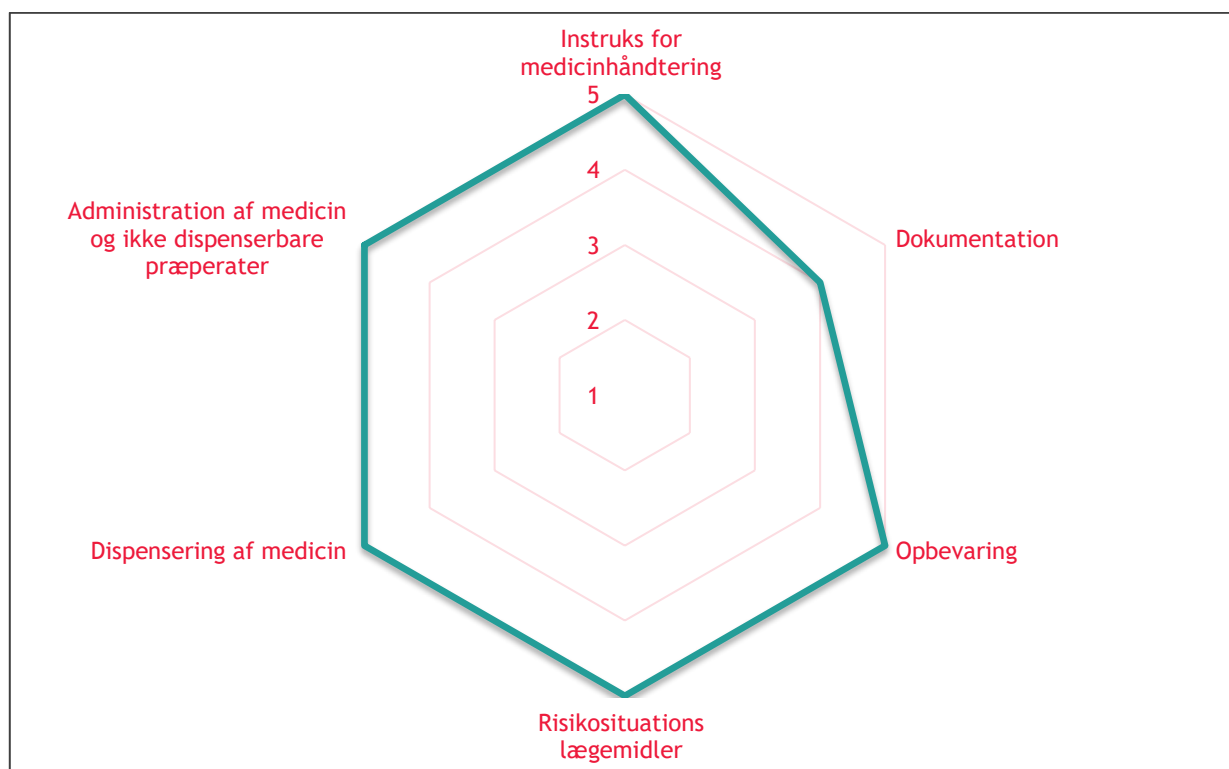 Instruks for
medicinhåndtering
5
4
3
2
1
Administration af medicin
og ikke dispenserbare
præperater
Dokumentation
Dispensering af medicin
Opbevaring
Risikosituations
lægemidler